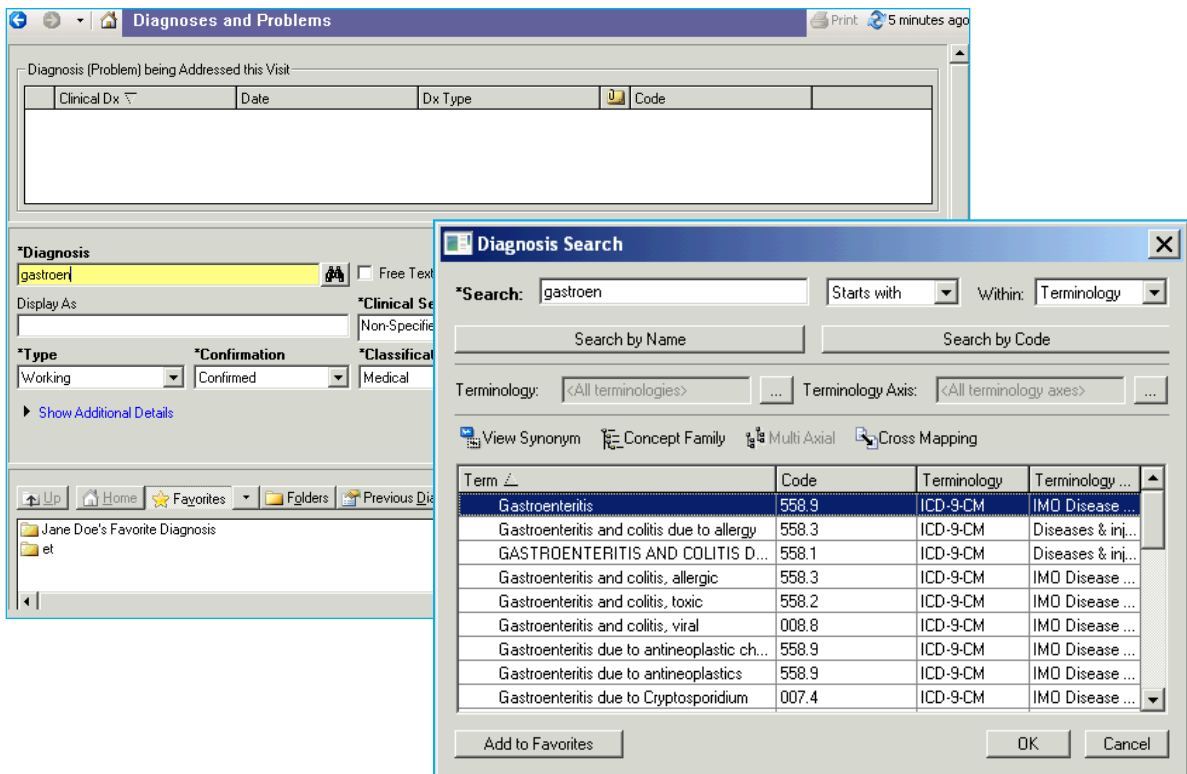 Diagnoses and Problems
Print 5 minutes ago
Diagnosis (Problem) being Addressed this Visit
Clinical Dx Date Dx Type Code
*Diagnosis
gastroen Free Text
Display As *Clinical Se
Non-Specifie
*Type *Confirmation *Classificat
Working Confirmed Medical
Show Additional Details
Up Home Favorites Folders Previous Dia
Jane Doe's Favorite Diagnosis
et
Diagnosis Search
*Search: gastroen Starts with Within: Terminology
Search by Name Search by Code
Terminology: <All terminologies> ... Terminology Axis: <All terminology axes> ...
View Synonym Concept Family Multi Axial Cross Mapping
Term Code Terminology Terminology ...
Gastroenteritis 558.9 ICD-9-CM IMO Disease ...
Gastroenteritis and colitis due to allergy 558.3 ICD-9-CM Diseases & inj...
GASTROENTERITIS AND COLITIS D... 558.1 ICD-9-CM Diseases & inj...
Gastroenteritis and colitis, allergic 558.3 ICD-9-CM IMO Disease ...
Gastroenteritis and colitis, toxic 558.2 ICD-9-CM IMO Disease ...
Gastroenteritis and colitis, viral 008.8 ICD-9-CM IMO Disease ...
Gastroenteritis due to antineoplastic ch... 558.9 ICD-9-CM IMO Disease ...
Gastroenteritis due to antineoplastics 558.9 ICD-9-CM IMO Disease ...
Gastroenteritis due to Cryptosporidium 007.4 ICD-9-CM IMO Disease ...
Add to Favorites OK Cancel